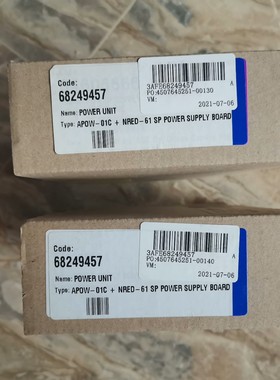 Code:
68249457
Name: POWER UNIT
Type: APOW-01C + NRED-61 SP POWER SUPPLY BOARD
3AFE68249457 A
PO:4507645251-00130
VM:
2021-07-06
Code:
68249457
Name: POWER UNIT
Type: APOW-01C + NRED-61 SP POWER SUPPLY BOARD
3AFE68249457 A
PO:4507645251-00140
VM:
2021-07-06